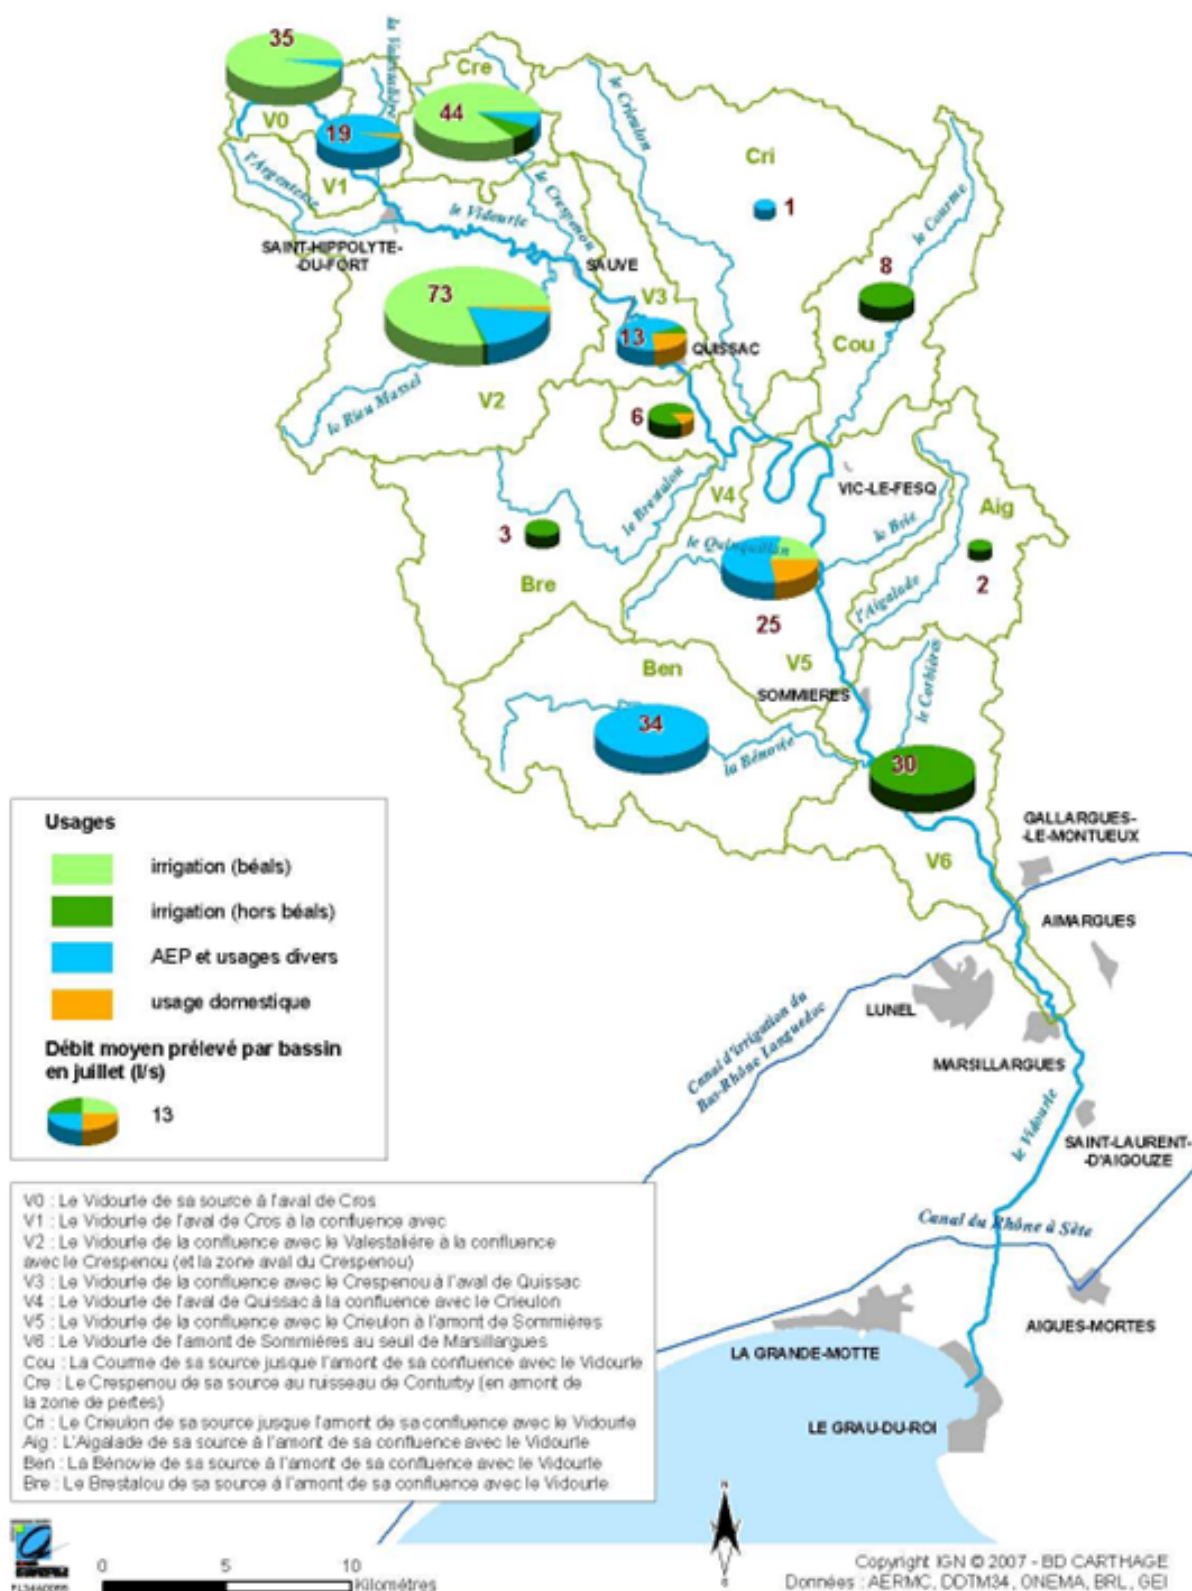 35
la Valestalière
Cre
44
V0
19
V1
l'Argentesse
le Crieulon
Cri
1
le Courme
le Crespenou
le Vidourle
SAINT-HIPPOLYTE-
-DU-FORT
SAUVE
73
V3
13
QUISSAC
8
Cou
le Rieu Massel
V2
6
le Brestalou
V4
VIC-LE-FESQ
Aig
3
Bre
le Quinquillan
le Brie
2
l'Aigalade
25
V5
Ben
SOMMIERES
le Corbières
34
la Bénovie
30
V6
GALLARGUES-
-LE-MONTUEUX
AIMARGUES
LUNEL
MARSILLARGUES
Canal d'irrigation du
Bas-Rhône Languedoc
le Vidourle
SAINT-LAURENT-
-D'AIGOUZE
Canal du Rhône à Sète
AIGUES-MORTES
LA GRANDE-MOTTE
LE GRAU-DU-ROI
Usages
irrigation (béals)
irrigation (hors béals)
AEP et usages divers
usage domestique
Débit moyen prélevé par bassin
en juillet (l/s)
13
V0 : Le Vidourle de sa source à l'aval de Cros
V1 : Le Vidourle de l'aval de Cros à la confluence avec
V2 : Le Vidourle de la confluence avec le Valestalière à la confluence
avec le Crespenou (et la zone aval du Crespenou)
V3 : Le Vidourle de la confluence avec le Crespenou à l'aval de Quissac
V4 : Le Vidourle de l'aval de Quissac à la confluence avec le Crieulon
V5 : Le Vidourle de la confluence avec le Crieulon à l'amont de Sommières
V6 : Le Vidourle de l'amont de Sommières au seuil de Marsillargues
Cou : La Courme de sa source jusque l'amont de sa confluence avec le Vidourle
Cre : Le Crespenou de sa source au ruisseau de Conturby (en amont de
la zone de pertes)
Cri : Le Crieulon de sa source jusque l'amont de sa confluence avec le Vidourle
Aig : L'Aigalade de sa source à l'amont de sa confluence avec le Vidourle
Ben : La Bénovie de sa source à l'amont de sa confluence avec le Vidourle
Bre : Le Brestalou de sa source à l'amont de sa confluence avec le Vidourle
N
S
0 5 10
Kilomètres
Copyright IGN © 2007 - BD CARTHAGE
Données : AERMC, DDTM34, ONEMA, BRL, GEI